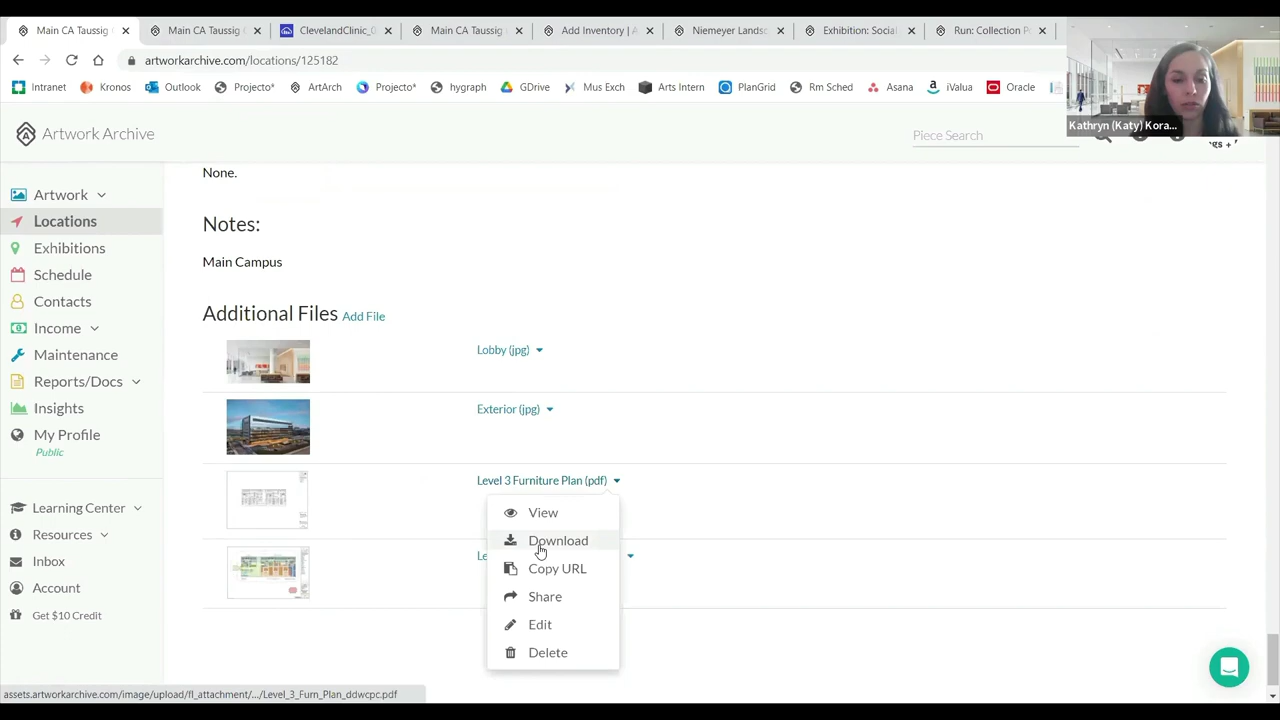 Main CA Taussig
Main CA Taussig
ClevelandClinic_0
Main CA Taussig
Add Inventory | A
Niemeyer Lands
Exhibition: Social
Run: Collection P
artworkarchive.com/locations/125182
Intranet
Kronos
Outlook
Projecto*
ArtArch
Projecto*
hygraph
GDrive
Mus Exch
Arts Intern
PlanGrid
Rm Sched
Asana
iValua
Oracle
Kathryn (Katy) Kora...
Artwork Archive
Piece Search
Artwork
Locations
Exhibitions
Schedule
Contacts
Income
Maintenance
Reports/Docs
Insights
My Profile
Public
Learning Center
Resources
Inbox
Account
Get $10 Credit
None.
Notes:
Main Campus
Additional Files Add File
Lobby (jpg)
Exterior (jpg)
Level 3 Furniture Plan (pdf)
View
Download
Le
Copy URL
Share
Edit
Delete
assets.artworkarchive.com/image/upload/fl_attachment/.../Level_3_Furn_Plan_ddwcpc.pdf